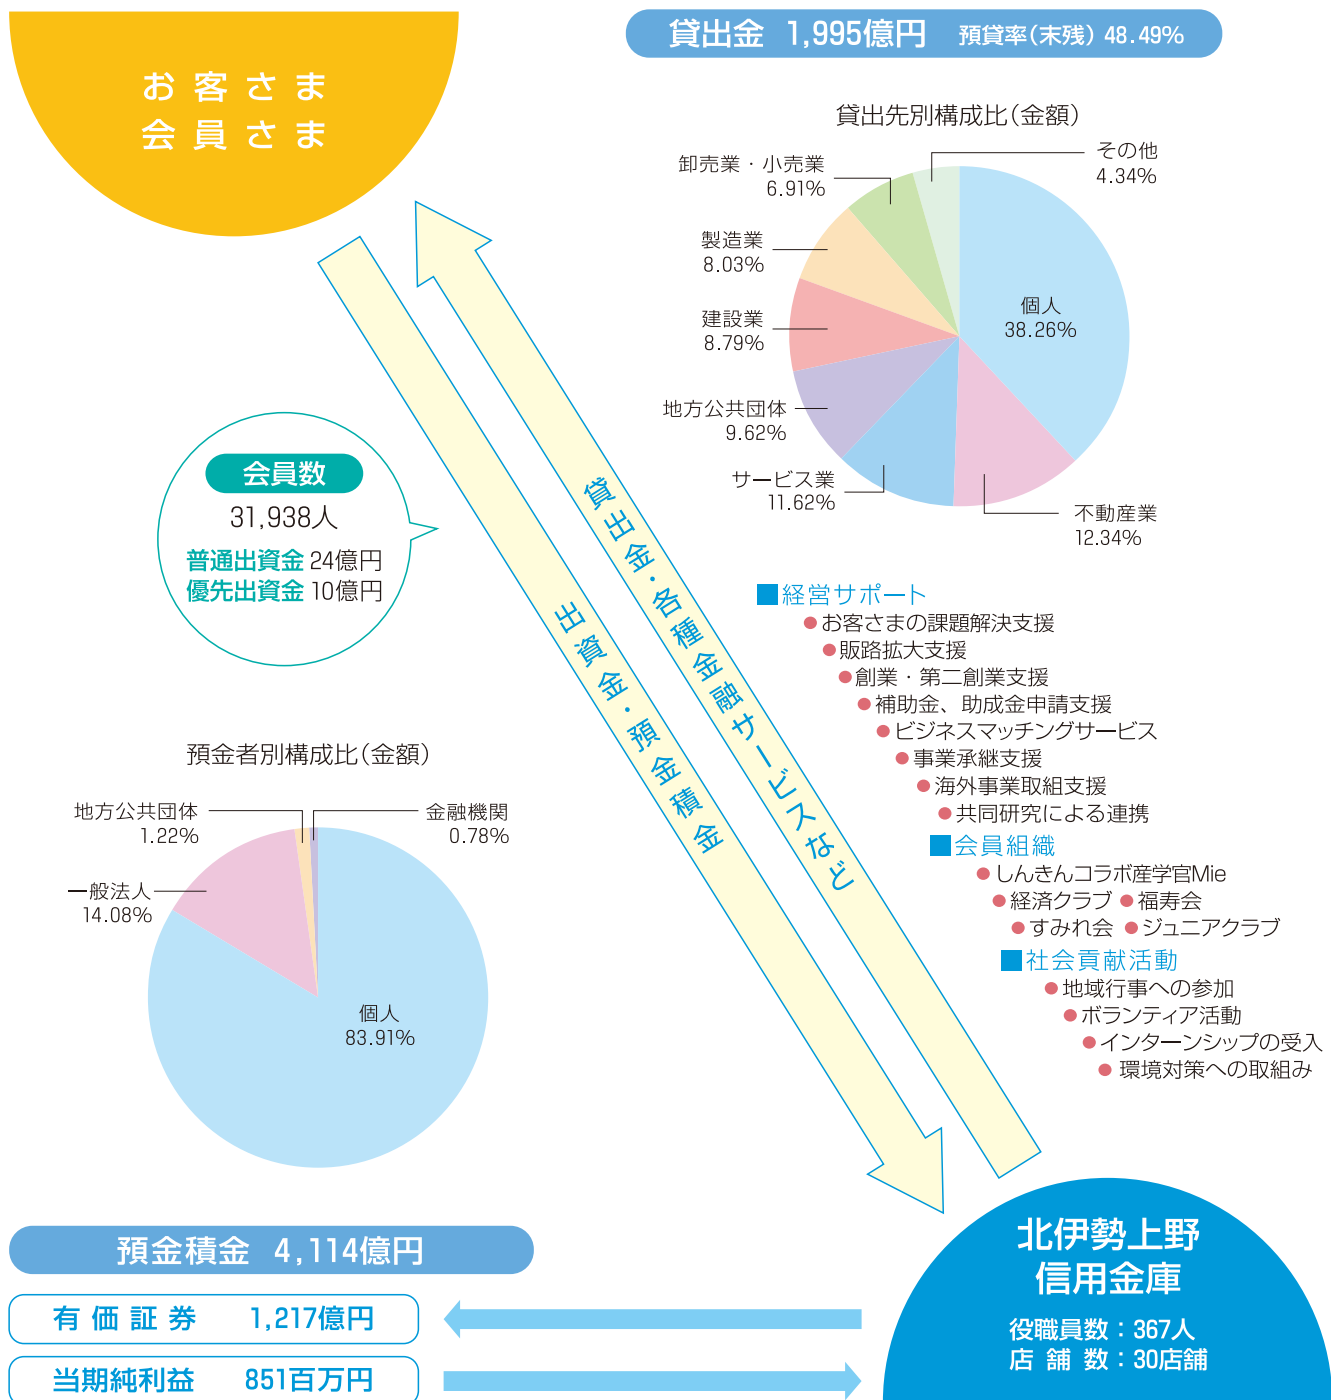 お客さま
会員さま
貸出金 1,995億円 預貸率(末残) 48.49%
貸出先別構成比(金額)
その他
4.34%
卸売業・小売業
6.91%
製造業
8.03%
個人
38.26%
建設業
8.79%
地方公共団体
9.62%
サービス業
11.62%
不動産業
12.34%
会員数
31,938人
普通出資金 24億円
優先出資金 10億円
貸出金・各種金融サービスなど
出資金・預金積金
■経営サポート
●お客さまの課題解決支援
●販路拡大支援
●創業・第二創業支援
●補助金、助成金申請支援
●ビジネスマッチングサービス
●事業承継支援
●海外事業取組支援
●共同研究による連携
■会員組織
●しんきんコラボ産学官Mie
●経済クラブ ●福寿会
●すみれ会 ●ジュニアクラブ
■社会貢献活動
●地域行事への参加
●ボランティア活動
●インターンシップの受入
●環境対策への取組み
預金者別構成比(金額)
地方公共団体
1.22%
金融機関
0.78%
一般法人
14.08%
個人
83.91%
預金積金 4,114億円
有価証券 1,217億円
当期純利益 851百万円
北伊勢上野
信用金庫
役職員数：367人
店舗数：30店舗